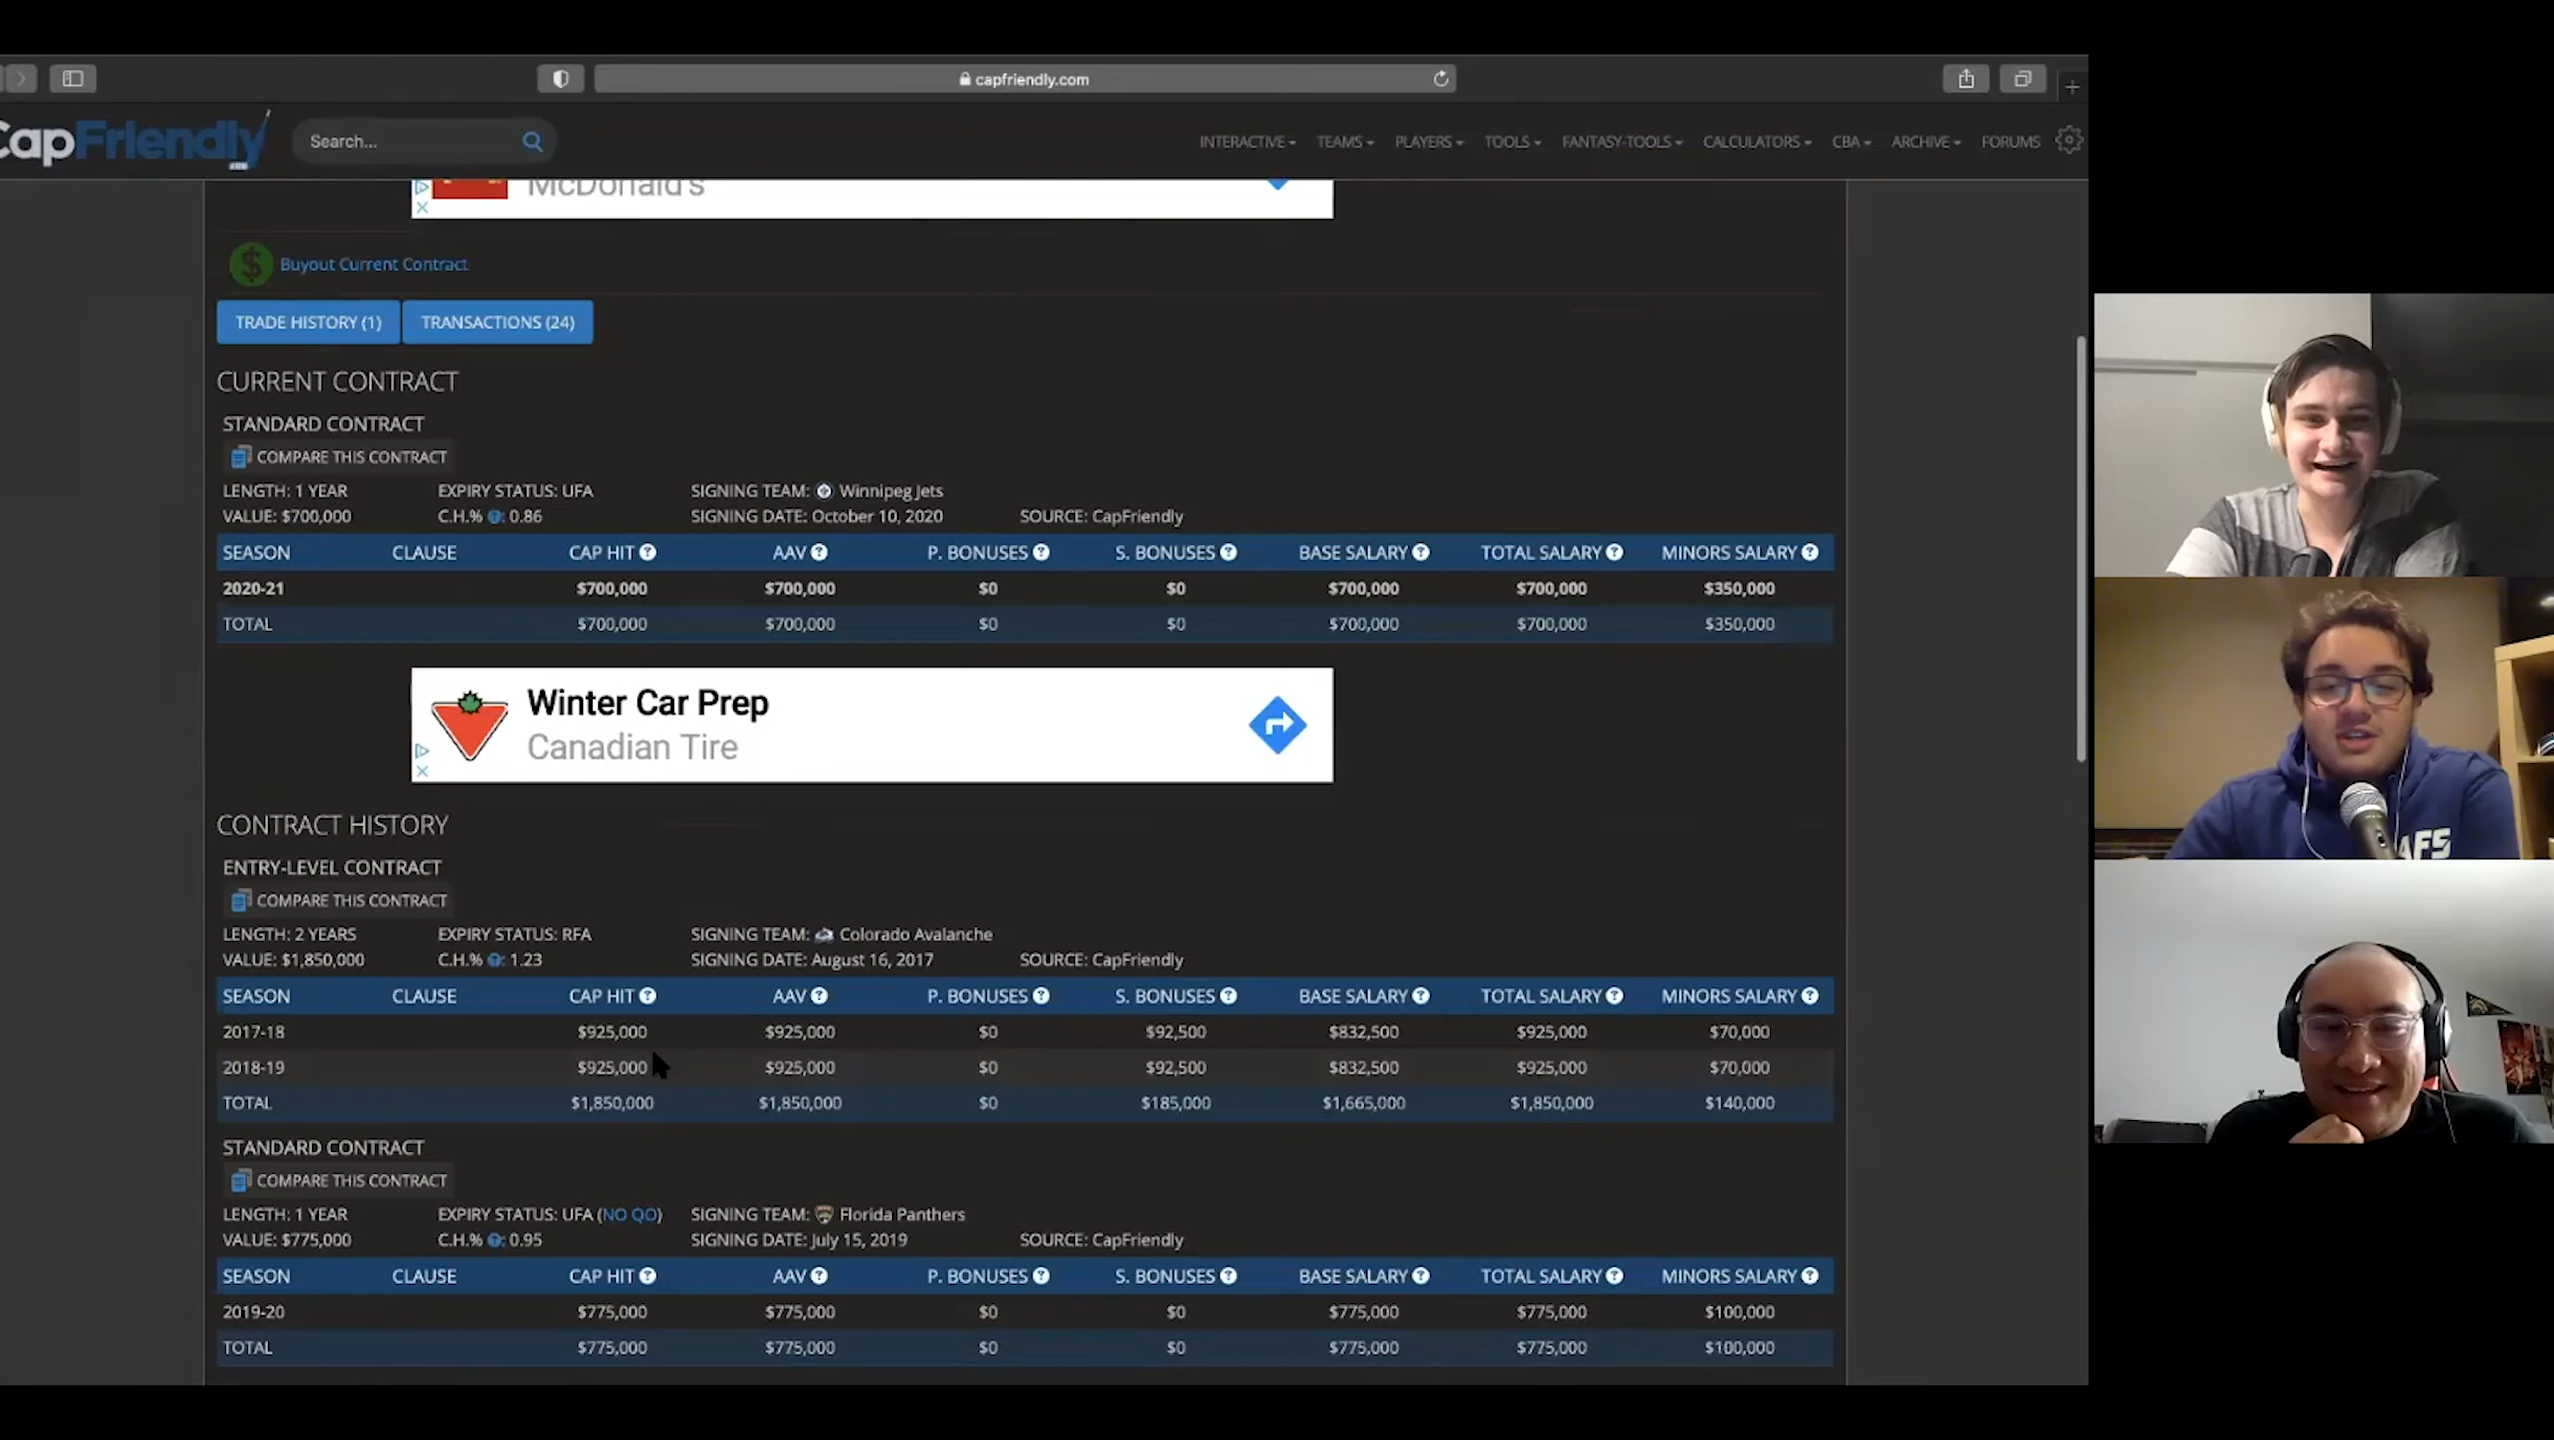 capfriendly.com
CapFriendly
Search...
INTERACTIVE TEAMS PLAYERS TOOLS FANTASY-TOOLS CALCULATORS CBA ARCHIVE FORUMS
McDonald's
Buyout Current Contract
TRADE HISTORY (1) TRANSACTIONS (24)
CURRENT CONTRACT
STANDARD CONTRACT
COMPARE THIS CONTRACT
LENGTH: 1 YEAR EXPIRY STATUS: UFA SIGNING TEAM: Winnipeg Jets
VALUE: $700,000 C.H.% : 0.86 SIGNING DATE: October 10, 2020 SOURCE: CapFriendly
SEASON CLAUSE CAP HIT AAV P. BONUSES S. BONUSES BASE SALARY TOTAL SALARY MINORS SALARY
2020-21 $700,000 $700,000 $0 $0 $700,000 $700,000 $350,000
TOTAL $700,000 $700,000 $0 $0 $700,000 $700,000 $350,000
Winter Car Prep
Canadian Tire
CONTRACT HISTORY
ENTRY-LEVEL CONTRACT
COMPARE THIS CONTRACT
LENGTH: 2 YEARS EXPIRY STATUS: RFA SIGNING TEAM: Colorado Avalanche
VALUE: $1,850,000 C.H.% : 1.23 SIGNING DATE: August 16, 2017 SOURCE: CapFriendly
SEASON CLAUSE CAP HIT AAV P. BONUSES S. BONUSES BASE SALARY TOTAL SALARY MINORS SALARY
2017-18 $925,000 $925,000 $0 $92,500 $832,500 $925,000 $70,000
2018-19 $925,000 $925,000 $0 $92,500 $832,500 $925,000 $70,000
TOTAL $1,850,000 $1,850,000 $0 $185,000 $1,665,000 $1,850,000 $140,000
STANDARD CONTRACT
COMPARE THIS CONTRACT
LENGTH: 1 YEAR EXPIRY STATUS: UFA (NO QO) SIGNING TEAM: Florida Panthers
VALUE: $775,000 C.H.% : 0.95 SIGNING DATE: July 15, 2019 SOURCE: CapFriendly
SEASON CLAUSE CAP HIT AAV P. BONUSES S. BONUSES BASE SALARY TOTAL SALARY MINORS SALARY
2019-20 $775,000 $775,000 $0 $0 $775,000 $775,000 $100,000
TOTAL $775,000 $775,000 $0 $0 $775,000 $775,000 $100,000
AFS